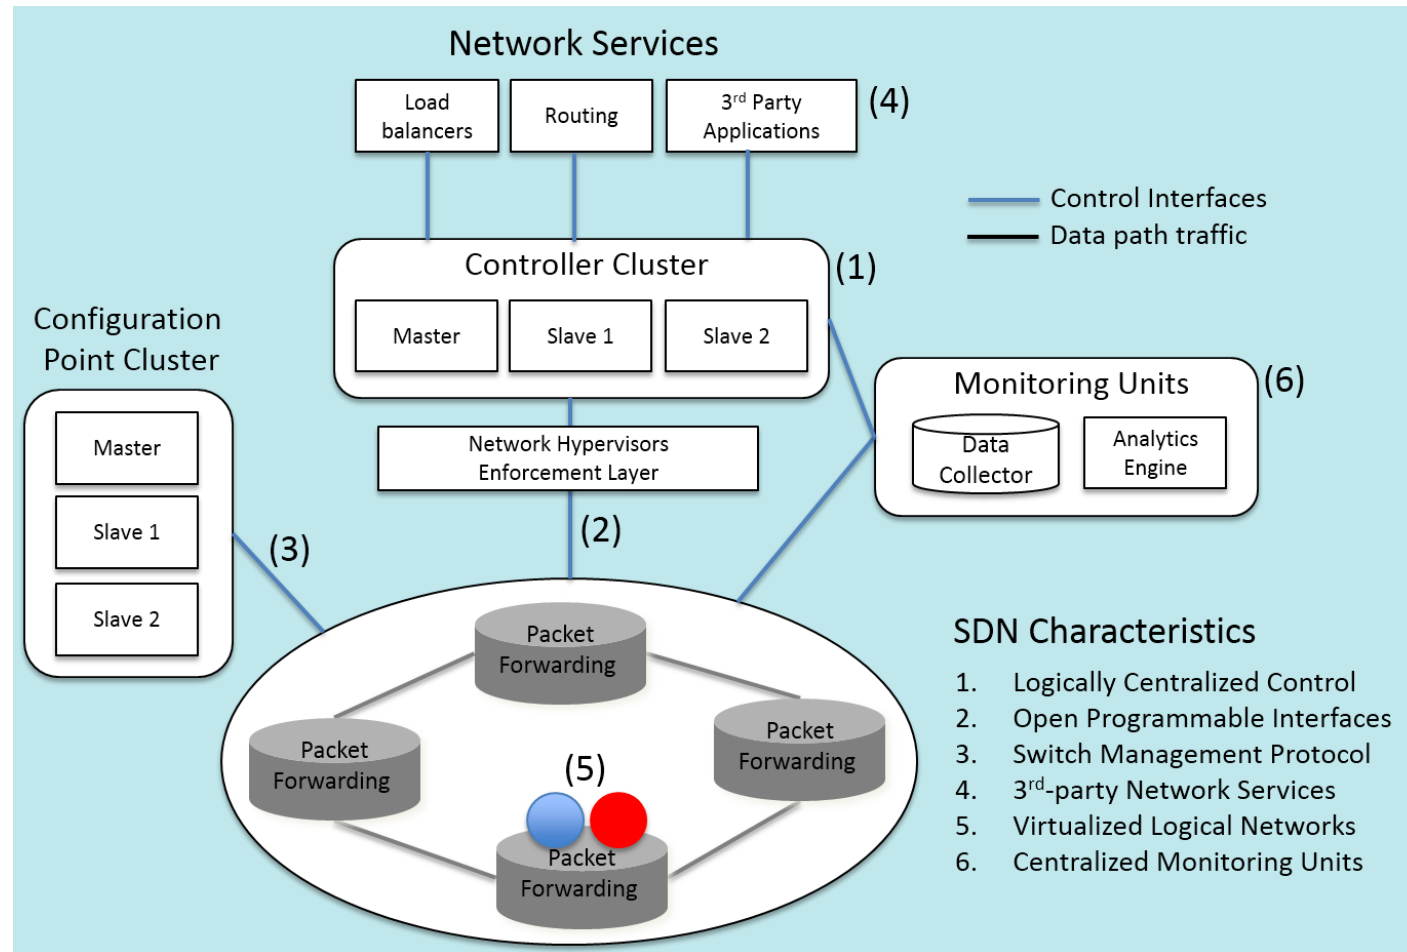 Network Services
Load
balancers
Routing
3rd Party
Applications
(4)
Control Interfaces
Data path traffic
Controller Cluster
(1)
Master
Slave 1
Slave 2
Configuration
Point Cluster
Master
Slave 1
Slave 2
(3)
Network Hypervisors
Enforcement Layer
(2)
Monitoring Units
(6)
Data
Collector
Analytics
Engine
Packet
Forwarding
Packet
Forwarding
Packet
Forwarding
(5)
Packet
Forwarding
SDN Characteristics
1. Logically Centralized Control
2. Open Programmable Interfaces
3. Switch Management Protocol
4. 3rd-party Network Services
5. Virtualized Logical Networks
6. Centralized Monitoring Units